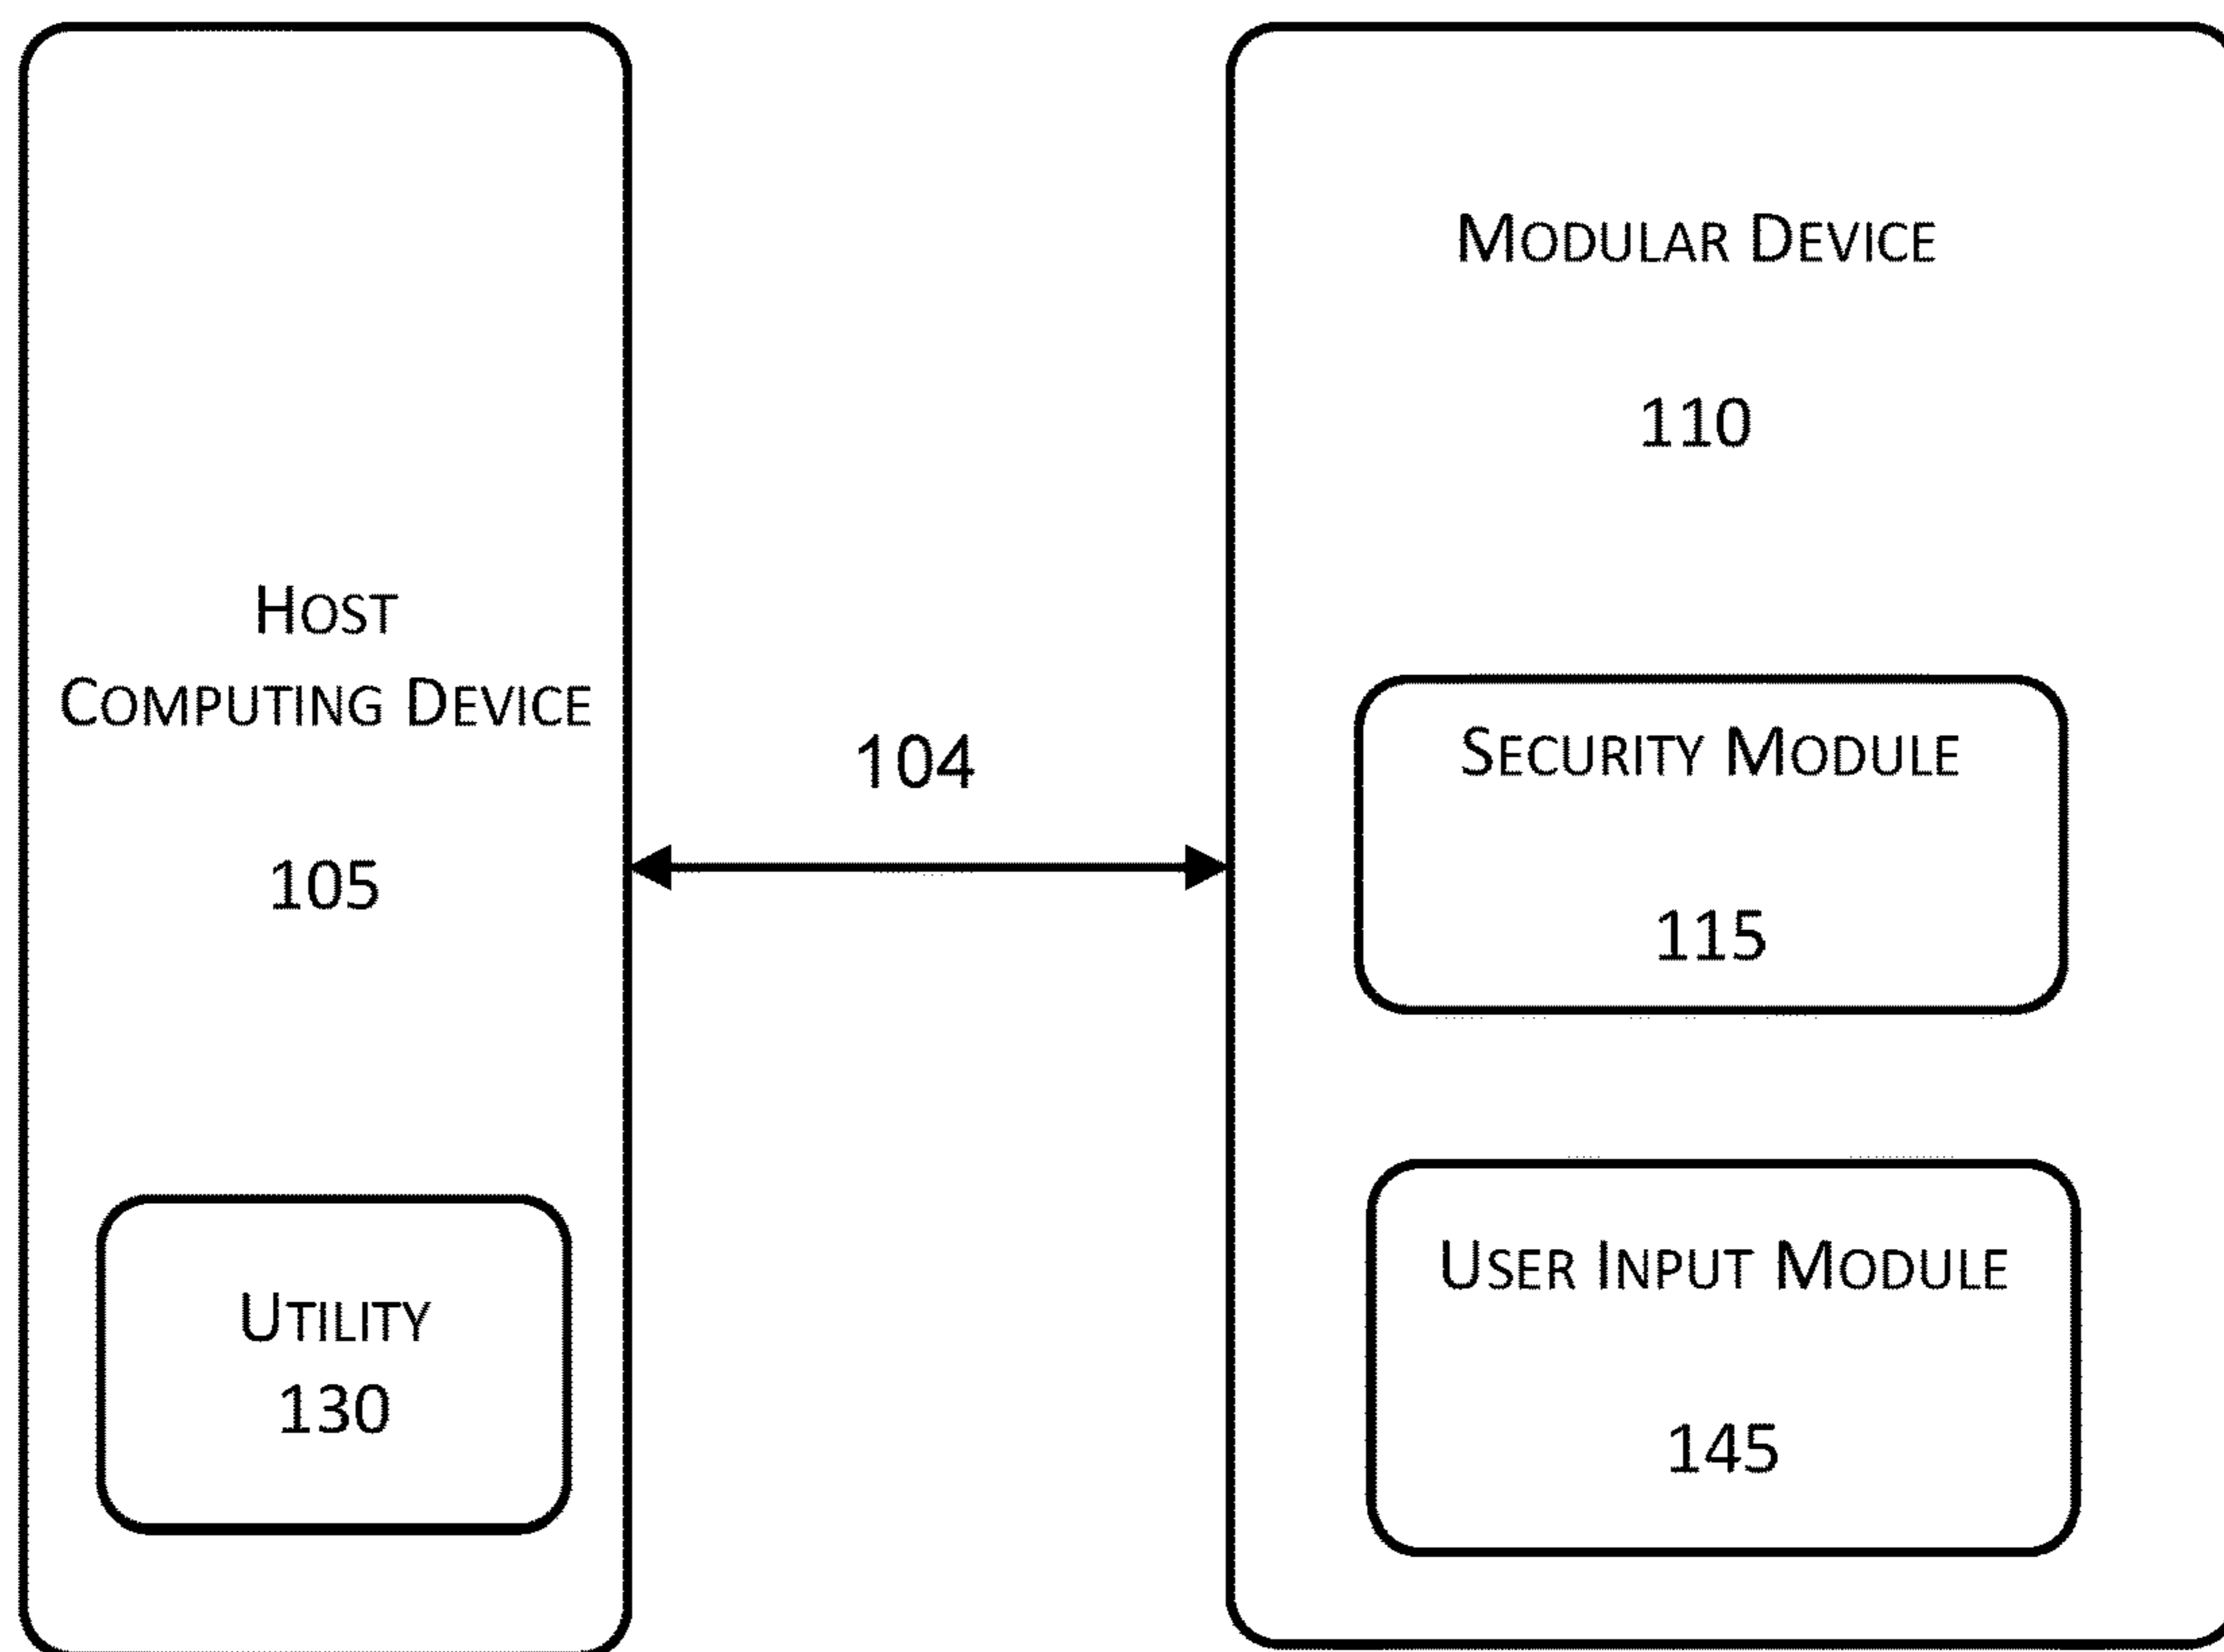 HOST
COMPUTING DEVICE
105
UTILITY
130
104
MODULAR DEVICE
110
SECURITY MODULE
115
USER INPUT MODULE
145